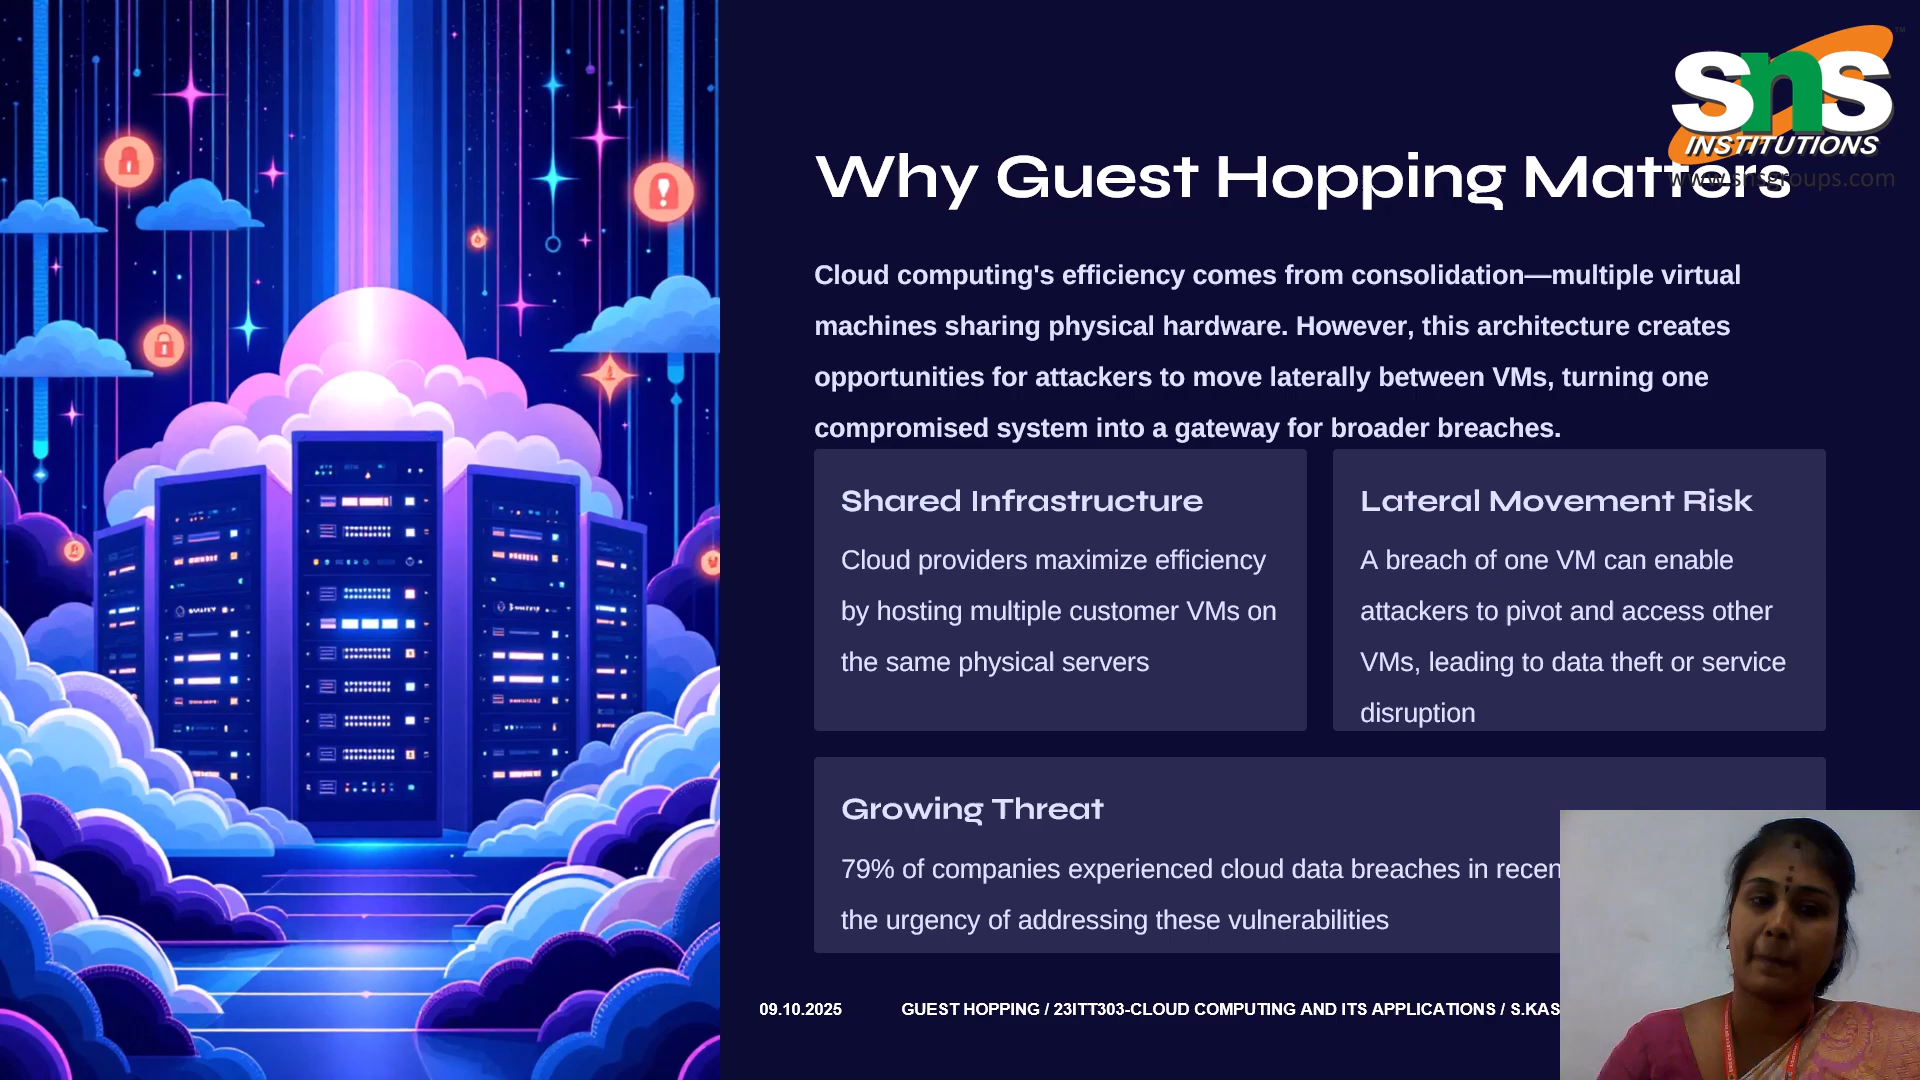 sns
INSTITUTIONS
www.snsgroups.com
Why Guest Hopping Matters
Cloud computing's efficiency comes from consolidation—multiple virtual
machines sharing physical hardware. However, this architecture creates
opportunities for attackers to move laterally between VMs, turning one
compromised system into a gateway for broader breaches.
Shared Infrastructure
Cloud providers maximize efficiency
by hosting multiple customer VMs on
the same physical servers
Lateral Movement Risk
A breach of one VM can enable
attackers to pivot and access other
VMs, leading to data theft or service
disruption
Growing Threat
79% of companies experienced cloud data breaches in recen
the urgency of addressing these vulnerabilities
09.10.2025
GUEST HOPPING / 23ITT303-CLOUD COMPUTING AND ITS APPLICATIONS / S.KAS